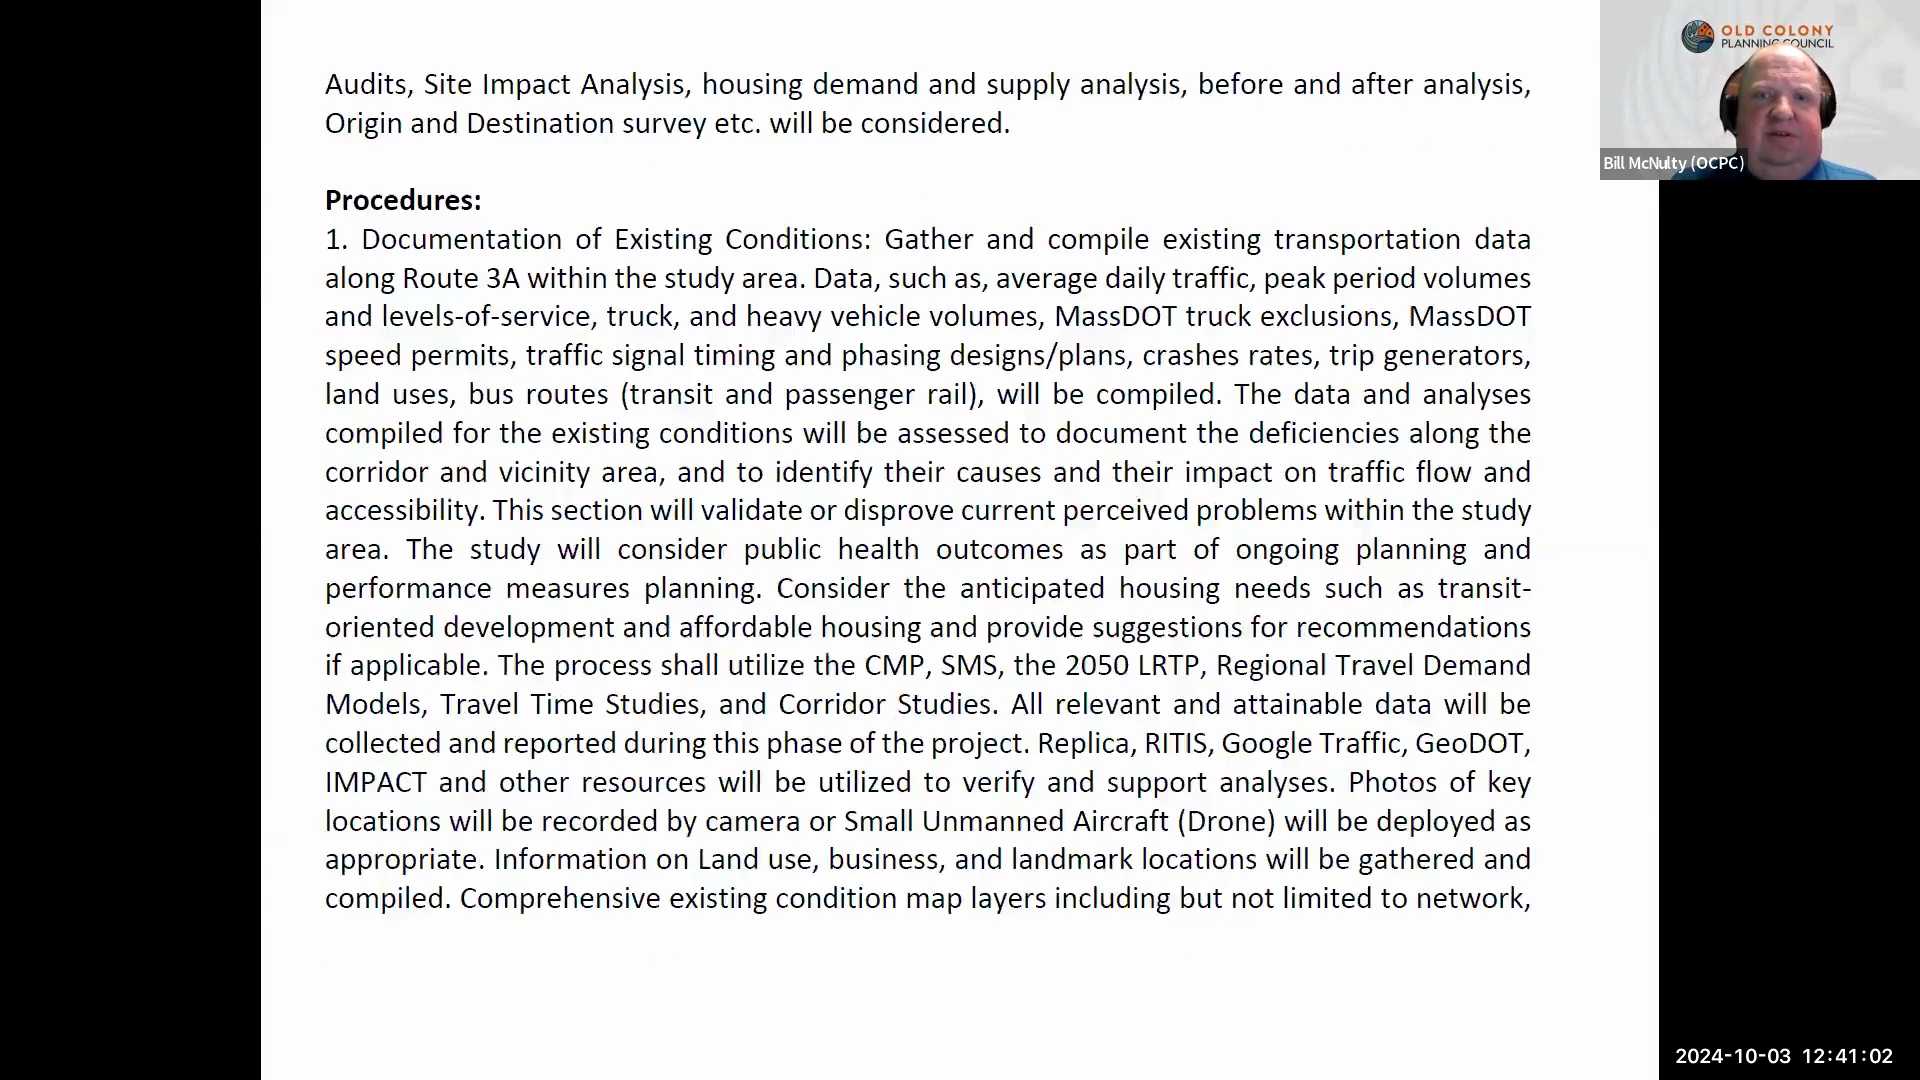 OLD COLONY
PLANNING COUNCIL
Bill McNulty (OCPC)
Audits, Site Impact Analysis, housing demand and supply analysis, before and after analysis,
Origin and Destination survey etc. will be considered.
Procedures:
1. Documentation of Existing Conditions: Gather and compile existing transportation data
along Route 3A within the study area. Data, such as, average daily traffic, peak period volumes
and levels-of-service, truck, and heavy vehicle volumes, MassDOT truck exclusions, MassDOT
speed permits, traffic signal timing and phasing designs/plans, crashes rates, trip generators,
land uses, bus routes (transit and passenger rail), will be compiled. The data and analyses
compiled for the existing conditions will be assessed to document the deficiencies along the
corridor and vicinity area, and to identify their causes and their impact on traffic flow and
accessibility. This section will validate or disprove current perceived problems within the study
area. The study will consider public health outcomes as part of ongoing planning and
performance measures planning. Consider the anticipated housing needs such as transit-
oriented development and affordable housing and provide suggestions for recommendations
if applicable. The process shall utilize the CMP, SMS, the 2050 LRTP, Regional Travel Demand
Models, Travel Time Studies, and Corridor Studies. All relevant and attainable data will be
collected and reported during this phase of the project. Replica, RITIS, Google Traffic, GeoDOT,
IMPACT and other resources will be utilized to verify and support analyses. Photos of key
locations will be recorded by camera or Small Unmanned Aircraft (Drone) will be deployed as
appropriate. Information on Land use, business, and landmark locations will be gathered and
compiled. Comprehensive existing condition map layers including but not limited to network,
2024-10-03 12:41:02